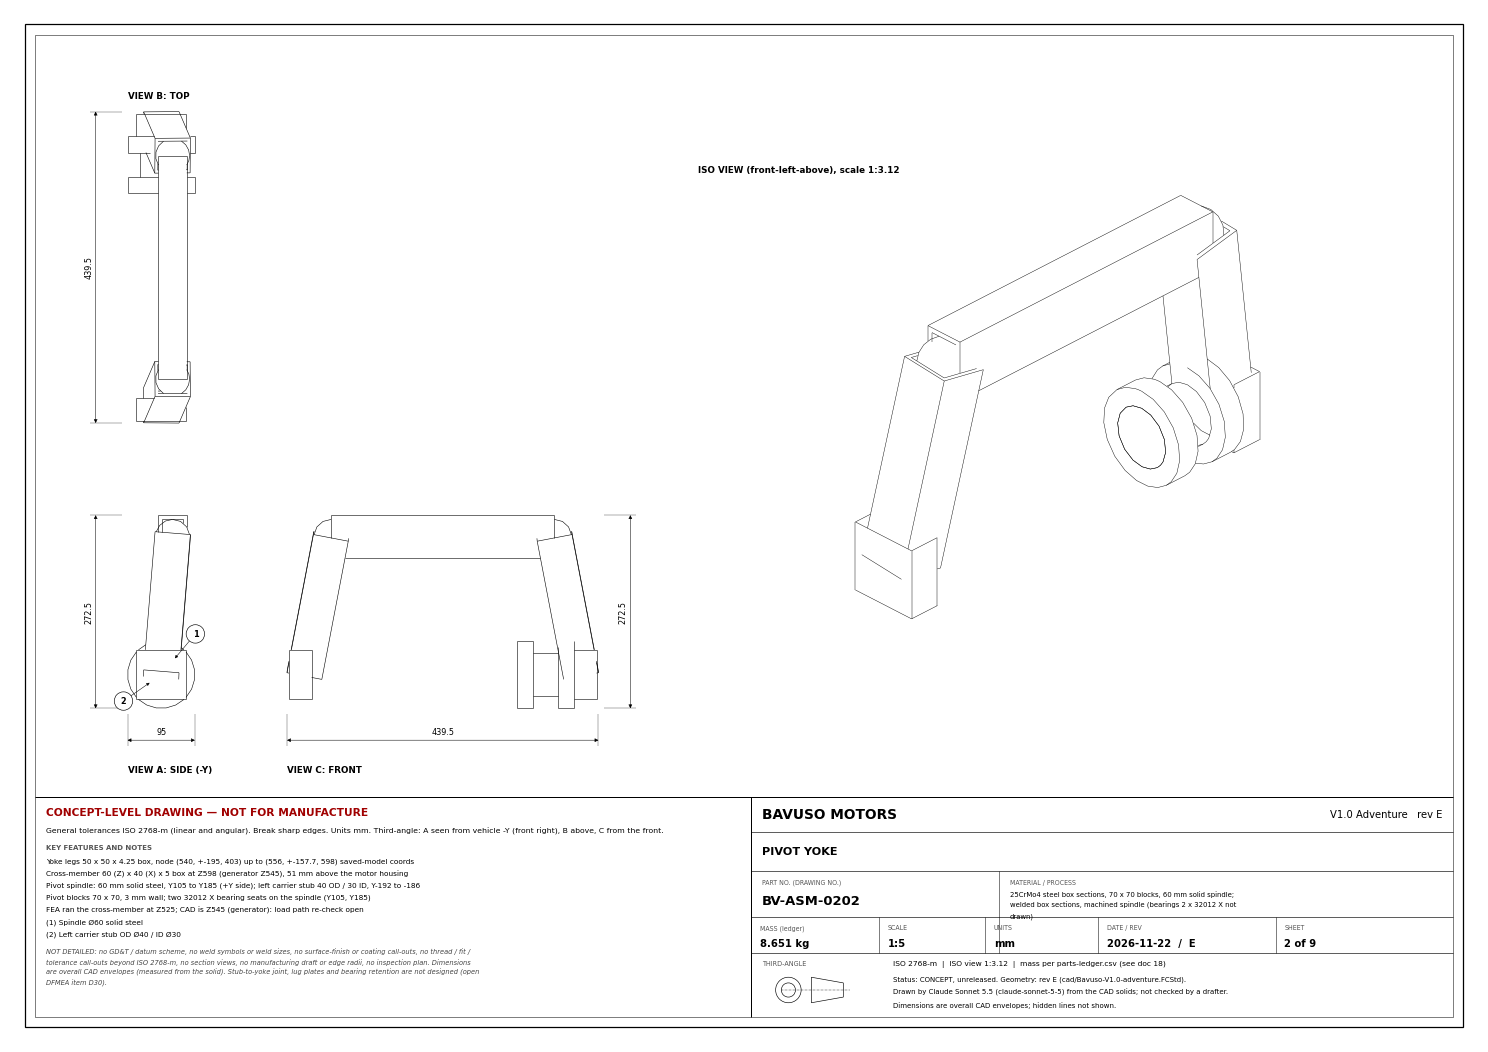 VIEW B: TOP
439.5
ISO VIEW (front-left-above), scale 1:3.12
272.5
1
2
95
VIEW A: SIDE (-Y)
272.5
439.5
VIEW C: FRONT
CONCEPT-LEVEL DRAWING — NOT FOR MANUFACTURE
General tolerances ISO 2768-m (linear and angular). Break sharp edges. Units mm. Third-angle: A seen from vehicle -Y (front right), B above, C from the front.
KEY FEATURES AND NOTES
Yoke legs 50 x 50 x 4.25 box, node (540, +-195, 403) up to (556, +-157.7, 598) saved-model coords
Cross-member 60 (Z) x 40 (X) x 5 box at Z598 (generator Z545), 51 mm above the motor housing
Pivot spindle: 60 mm solid steel, Y105 to Y185 (+Y side); left carrier stub 40 OD / 30 ID, Y-192 to -186
Pivot blocks 70 x 70, 3 mm wall; two 32012 X bearing seats on the spindle (Y105, Y185)
FEA ran the cross-member at Z525; CAD is Z545 (generator): load path re-check open
(1) Spindle Ø60 solid steel
(2) Left carrier stub OD Ø40 / ID Ø30
NOT DETAILED: no GD&T / datum scheme, no weld symbols or weld sizes, no surface-finish or coating call-outs, no thread / fit /
tolerance call-outs beyond ISO 2768-m, no section views, no manufacturing draft or edge radii, no inspection plan. Dimensions
are overall CAD envelopes (measured from the solid). Stub-to-yoke joint, lug plates and bearing retention are not designed (open
DFMEA item D30).
BAVUSO MOTORS
V1.0 Adventure rev E
PIVOT YOKE
PART NO. (DRAWING NO.)
BV-ASM-0202
MATERIAL / PROCESS
25CrMo4 steel box sections, 70 x 70 blocks, 60 mm solid spindle;
welded box sections, machined spindle (bearings 2 x 32012 X not
drawn)
MASS (ledger)
8.651 kg
SCALE
1:5
UNITS
mm
DATE / REV
2026-11-22 / E
SHEET
2 of 9
THIRD-ANGLE
ISO 2768-m | ISO view 1:3.12 | mass per parts-ledger.csv (see doc 18)
Status: CONCEPT, unreleased. Geometry: rev E (cad/Bavuso-V1.0-adventure.FCStd).
Drawn by Claude Sonnet 5.5 (claude-sonnet-5-5) from the CAD solids; not checked by a drafter.
Dimensions are overall CAD envelopes; hidden lines not shown.